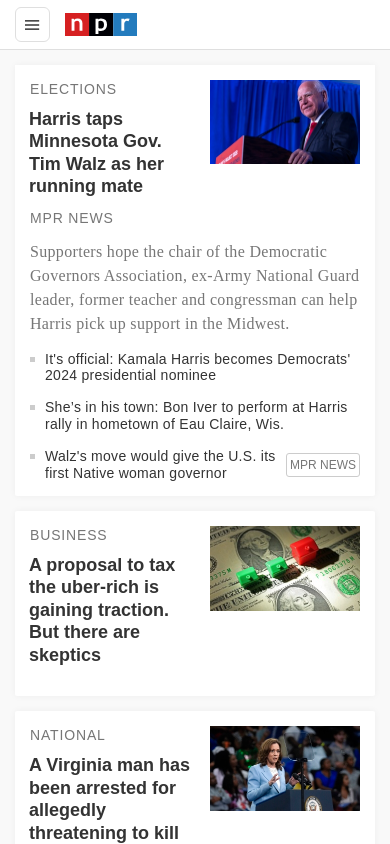 npr
ELECTIONS
Harris taps
Minnesota Gov.
Tim Walz as her
running mate
MPR NEWS
Supporters hope the chair of the Democratic
Governors Association, ex-Army National Guard
leader, former teacher and congressman can help
Harris pick up support in the Midwest.
It's official: Kamala Harris becomes Democrats'
2024 presidential nominee
She's in his town: Bon Iver to perform at Harris
rally in hometown of Eau Claire, Wis.
Walz's move would give the U.S. its
first Native woman governor
MPR NEWS
BUSINESS
A proposal to tax
the uber-rich is
gaining traction.
But there are
skeptics
NATIONAL
A Virginia man has
been arrested for
allegedly
threatening to kill